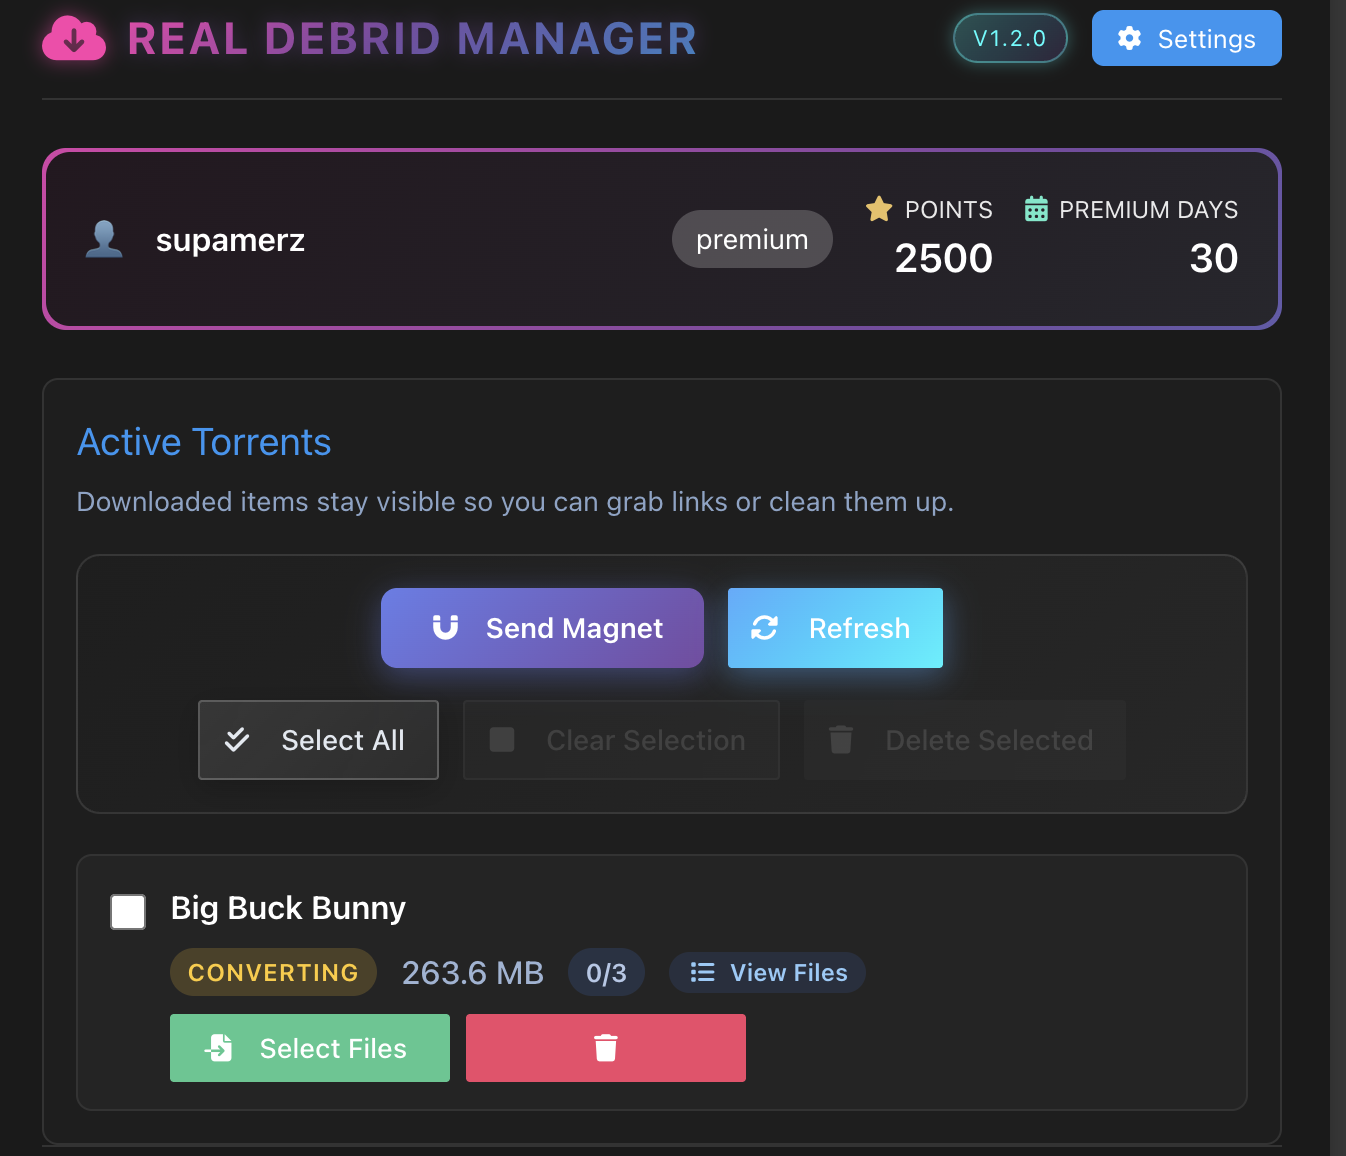 REAL DEBRID MANAGER
V1.2.0
Settings
supamerz
premium
POINTS
2500
PREMIUM DAYS
30
Active Torrents
Downloaded items stay visible so you can grab links or clean them up.
Send Magnet
Refresh
Select All
Clear Selection
Delete Selected
Big Buck Bunny
CONVERTING
263.6 MB
0/3
View Files
Select Files